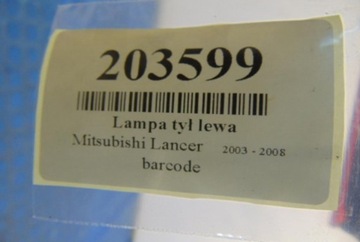 203599
Lampa tył lewa
Mitsubishi Lancer 2003 - 2008
barcode